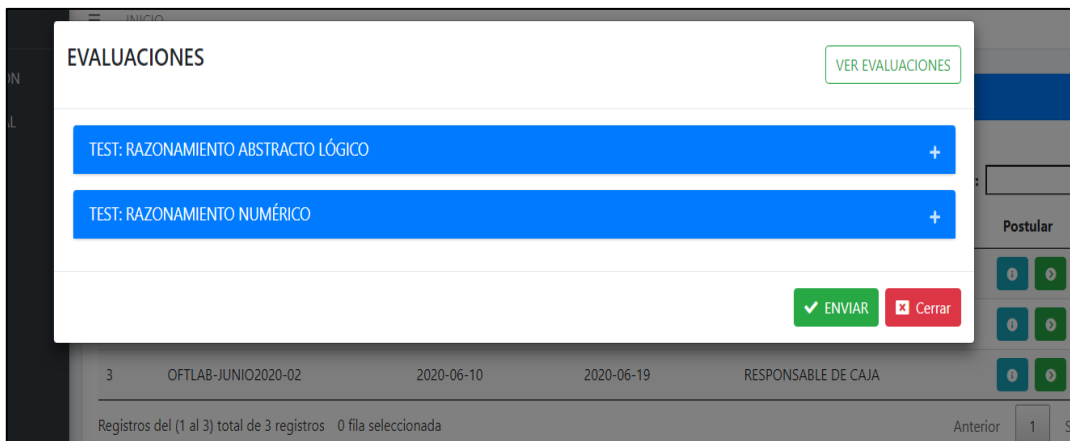 INICIO
EVALUACIONES
VER EVALUACIONES
TEST: RAZONAMIENTO ABSTRACTO LÓGICO +
TEST: RAZONAMIENTO NUMÉRICO +
Postular
ENVIAR Cerrar
3 OFTLAB-JUNIO2020-02 2020-06-10 2020-06-19 RESPONSABLE DE CAJA
Registros del (1 al 3) total de 3 registros 0 fila seleccionada Anterior 1